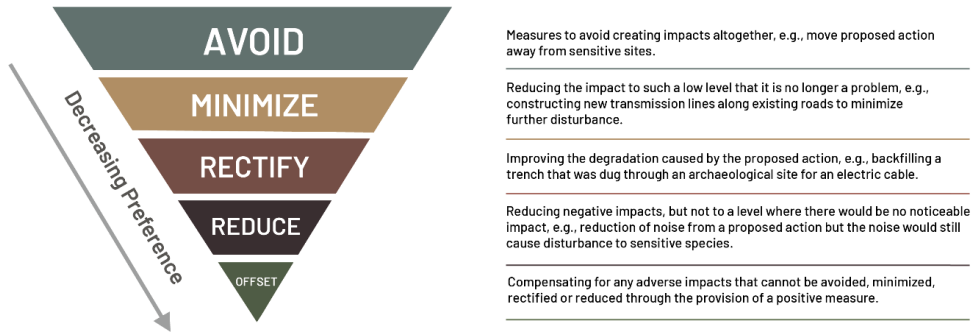 AVOID
Measures to avoid creating impacts altogether, e.g., move proposed action
away from sensitive sites.
MINIMIZE
Reducing the impact to such a low level that it is no longer a problem, e.g.,
constructing new transmission lines along existing roads to minimize
further disturbance.
RECTIFY
Improving the degradation caused by the proposed action, e.g., backfilling a
trench that was dug through an archaeological site for an electric cable.
REDUCE
Reducing negative impacts, but not to a level where there would be no noticeable
impact, e.g., reduction of noise from a proposed action but the noise would still
cause disturbance to sensitive species.
OFFSET
Compensating for any adverse impacts that cannot be avoided, minimized,
rectified or reduced through the provision of a positive measure.
Decreasing Preference